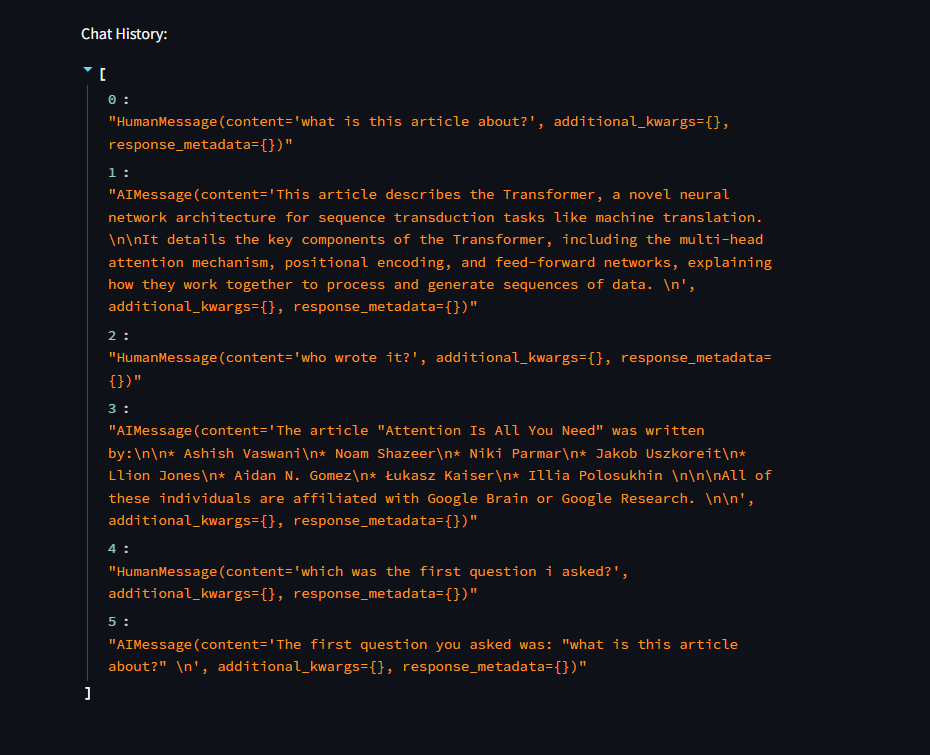 Chat History:
[
0 :
"HumanMessage(content='what is this article about?', additional_kwargs={},
response_metadata={})"
1 :
"AIMessage(content='This article describes the Transformer, a novel neural
network architecture for sequence transduction tasks like machine translation.
\n\nIt details the key components of the Transformer, including the multi-head
attention mechanism, positional encoding, and feed-forward networks, explaining
how they work together to process and generate sequences of data. \n',
additional_kwargs={}, response_metadata={})"
2 :
"HumanMessage(content='who wrote it?', additional_kwargs={}, response_metadata=
{})"
3 :
"AIMessage(content='The article "Attention Is All You Need" was written
by:\n\n* Ashish Vaswani\n* Noam Shazeer\n* Niki Parmar\n* Jakob Uszkoreit\n*
Llion Jones\n* Aidan N. Gomez\n* Łukasz Kaiser\n* Illia Polosukhin \n\n\nAll of
these individuals are affiliated with Google Brain or Google Research. \n\n',
additional_kwargs={}, response_metadata={})"
4 :
"HumanMessage(content='which was the first question i asked?',
additional_kwargs={}, response_metadata={})"
5 :
"AIMessage(content='The first question you asked was: "what is this article
about?" \n', additional_kwargs={}, response_metadata={})"
]